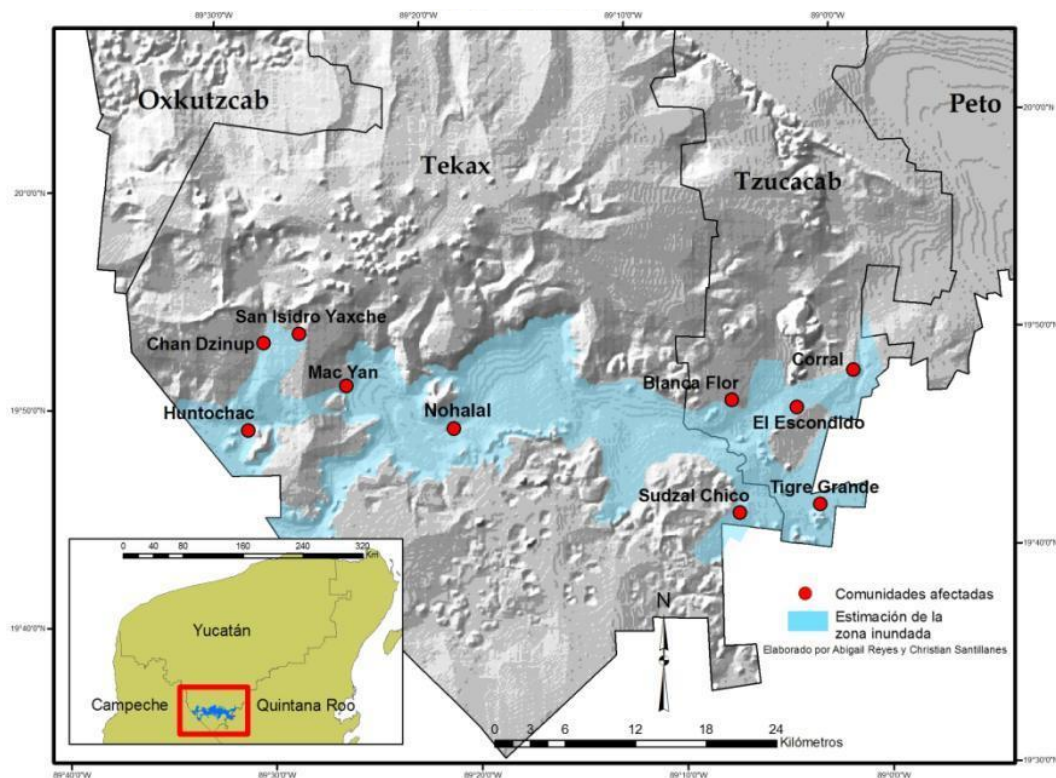 89°30'0"W 89°20'0"W 89°10'0"W 89°0'0"W
Oxkutzcab
Peto
20°0'0"N
Tekax
Tzucacab
20°0'0"N
San Isidro Yaxche
19°50'0"N
Chan Dzinup
Corral
Mac Yan
Blanca Flor
Huntochac
Nohalal
19°50'0"N
El Escondido
Tigre Grande
Sudzal Chico
19°40'0"N
0 40 80 160 240 320
Km
N
Comunidades afectadas
Estimación de la
zona inundada
Elaborado por Abigail Reyes y Christian Santillanes
19°40'0"N
Yucatán
Campeche
Quintana Roo
0 3 6 12 18 24
Kilómetros
19°30'0"N
89°40'0"W 89°30'0"W 89°20'0"W 89°10'0"W